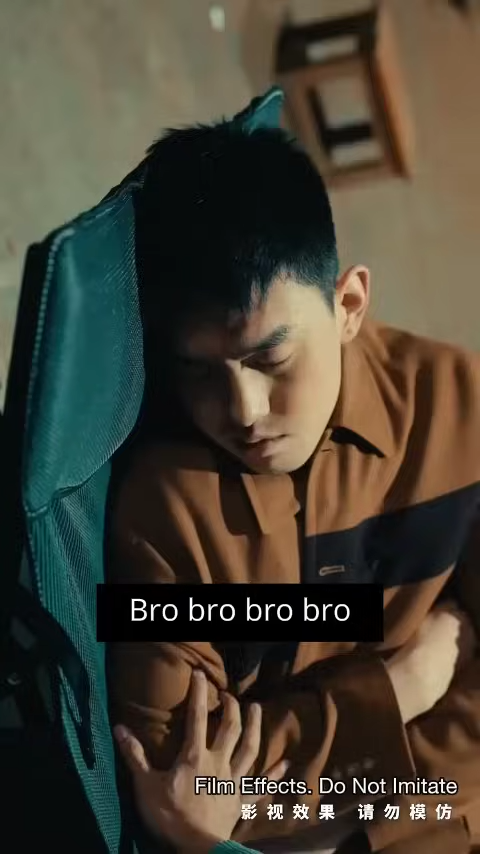 Bro bro bro bro
Film Effects. Do Not Imitate
影视效果 请勿模仿